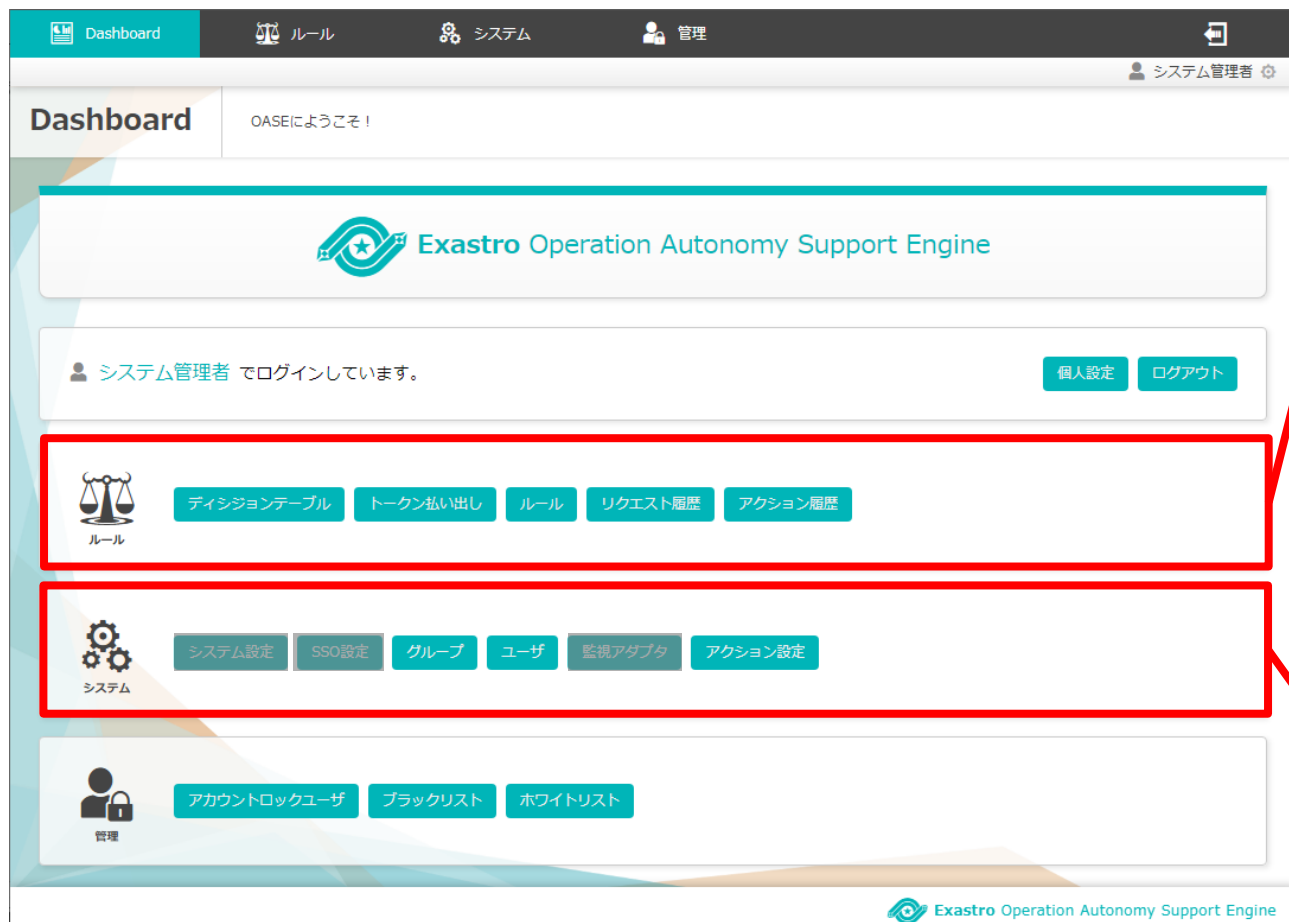 Dashboard ルール システム 管理
システム管理者
Dashboard OASEにようこそ！
Exastro Operation Autonomy Support Engine
システム管理者 でログインしています。 個人設定 ログアウト
ディシジョンテーブル トークン払い出し ルール リクエスト履歴 アクション履歴
ルール
システム設定 SSO設定 グループ ユーザ 監視アダプタ アクション設定
システム
アカウントロックユーザ ブラックリスト ホワイトリスト
管理
Exastro Operation Autonomy Support Engine